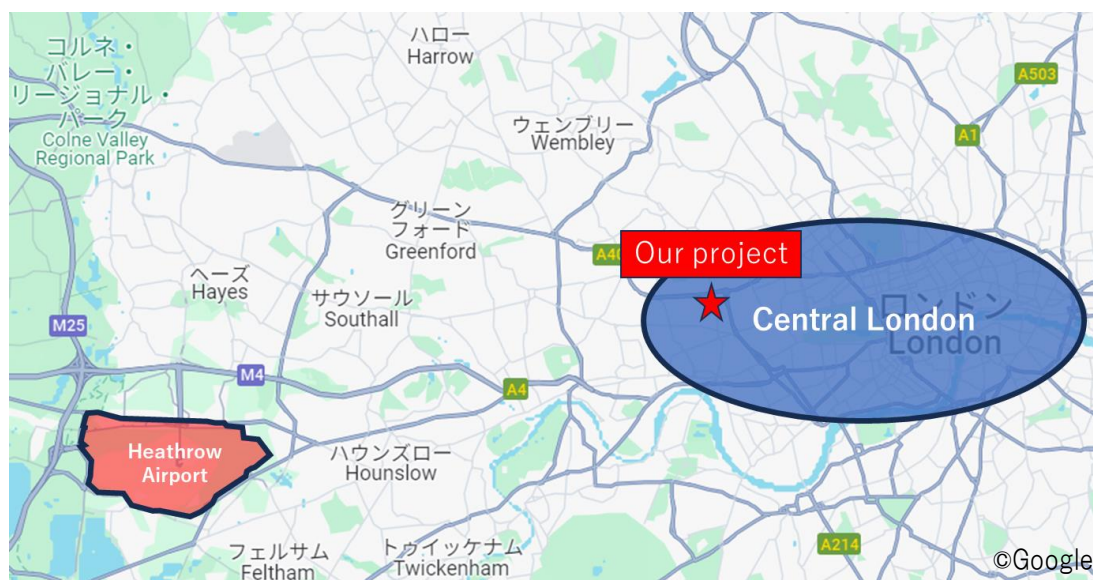 コルネ・
バレー・
リージョナル・
パーク
Colne Valley
Regional Park
ハロー
Harrow
A503
A1
ウェンブリー
Wembley
グリーン
フォード
Greenford
Our project
ヘーズ
Hayes
サウソール
Southall
Central London
ロンドン
London
M25
M4
A4
Heathrow
Airport
ハウンズロー
Hounslow
フェルサム
Feltham
トゥイッケナム
Twickenham
A214
©Google